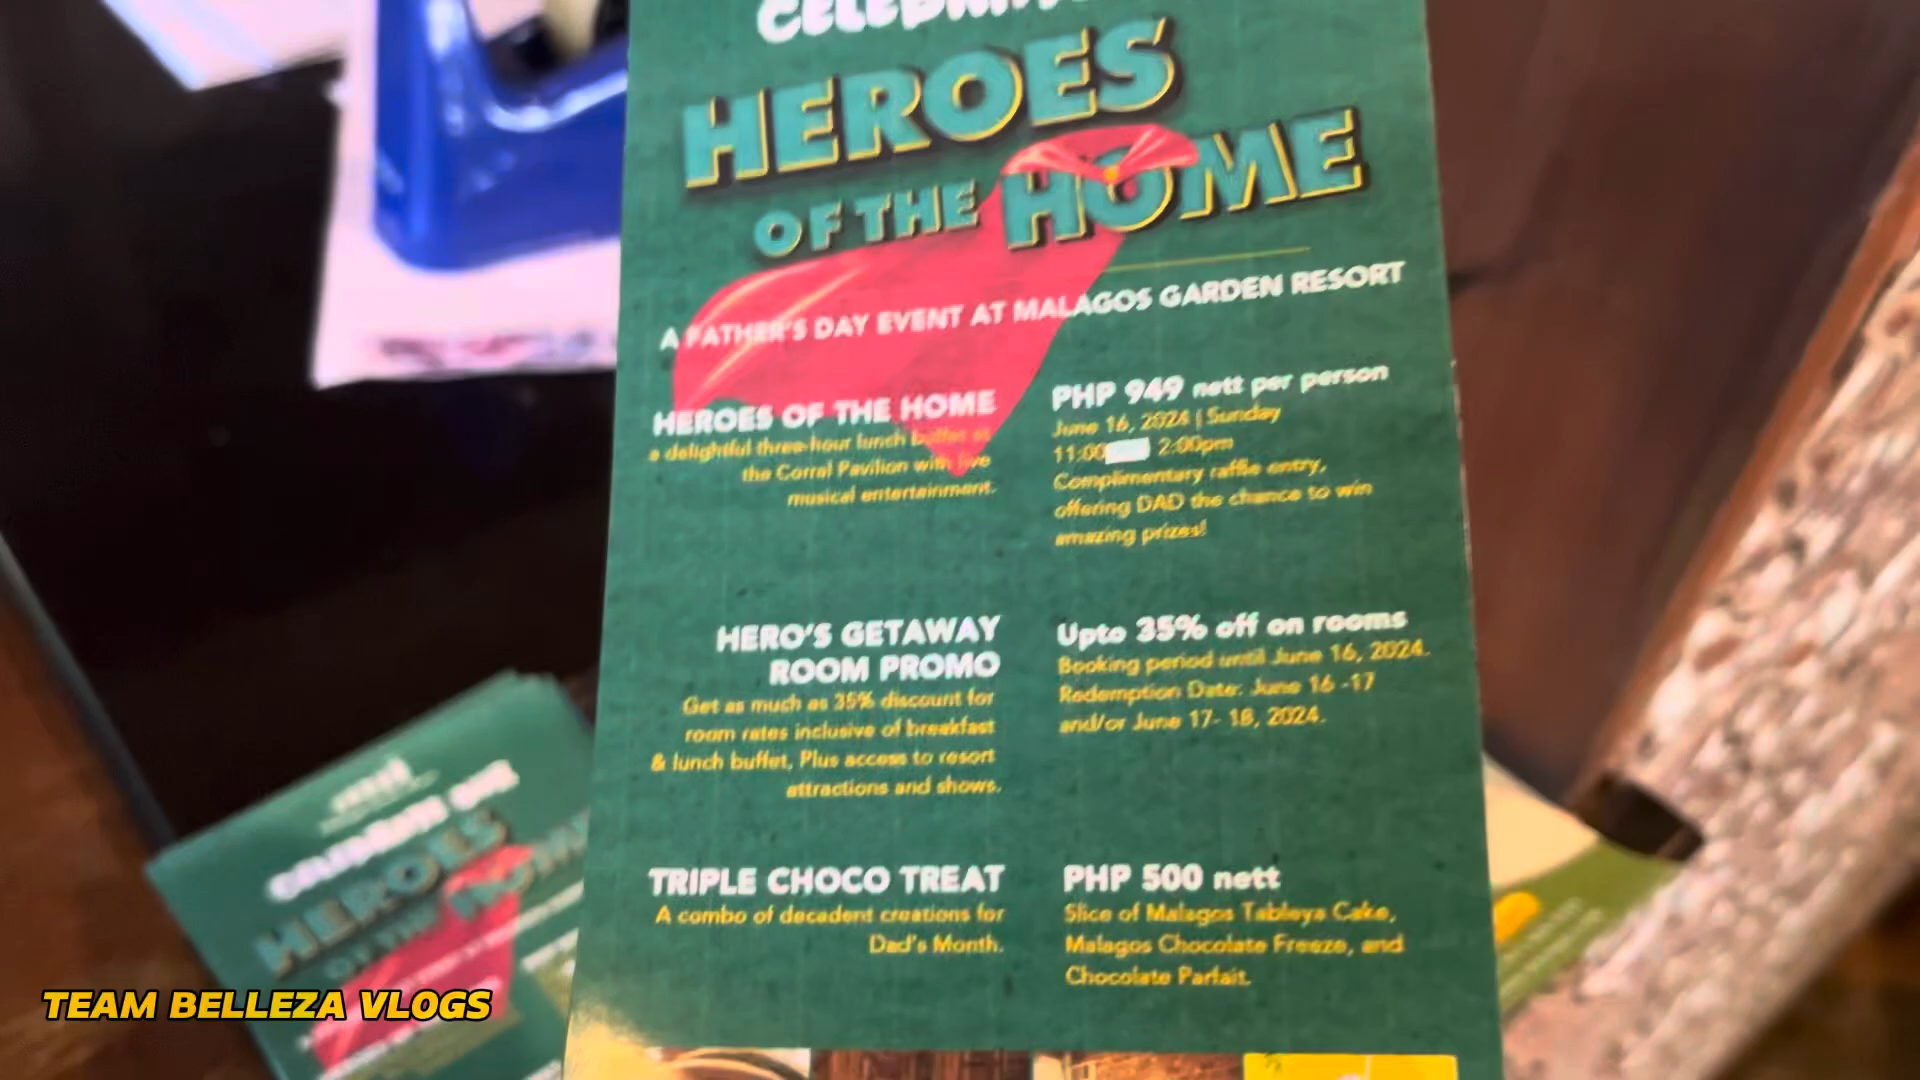 HEROES
OF THE HOME
A FATHER'S DAY EVENT AT MALAGOS GARDEN RESORT
HEROES OF THE HOME
a delightful three-hour lunch buffet at
the Corral Pavilion with live
musical entertainment.
PHP 949 nett per person
June 16, 2024 | Sunday
11:00 2:00pm
Complimentary raffle entry,
offering DAD the chance to win
amazing prizes!
HERO'S GETAWAY
ROOM PROMO
Get as much as 35% discount for
room rates inclusive of breakfast
& lunch buffet, Plus access to resort
attractions and shows.
Upto 35% off on rooms
Booking period until June 16, 2024.
Redemption Date: June 16 -17
and/or June 17- 18, 2024.
TRIPLE CHOCO TREAT
A combo of decadent creations for
Dad's Month.
PHP 500 nett
Slice of Malagos Tableya Cake,
Malagos Chocolate Freeze, and
Chocolate Parfait.
HEROES
OF THE HOME
TEAM BELLEZA VLOGS